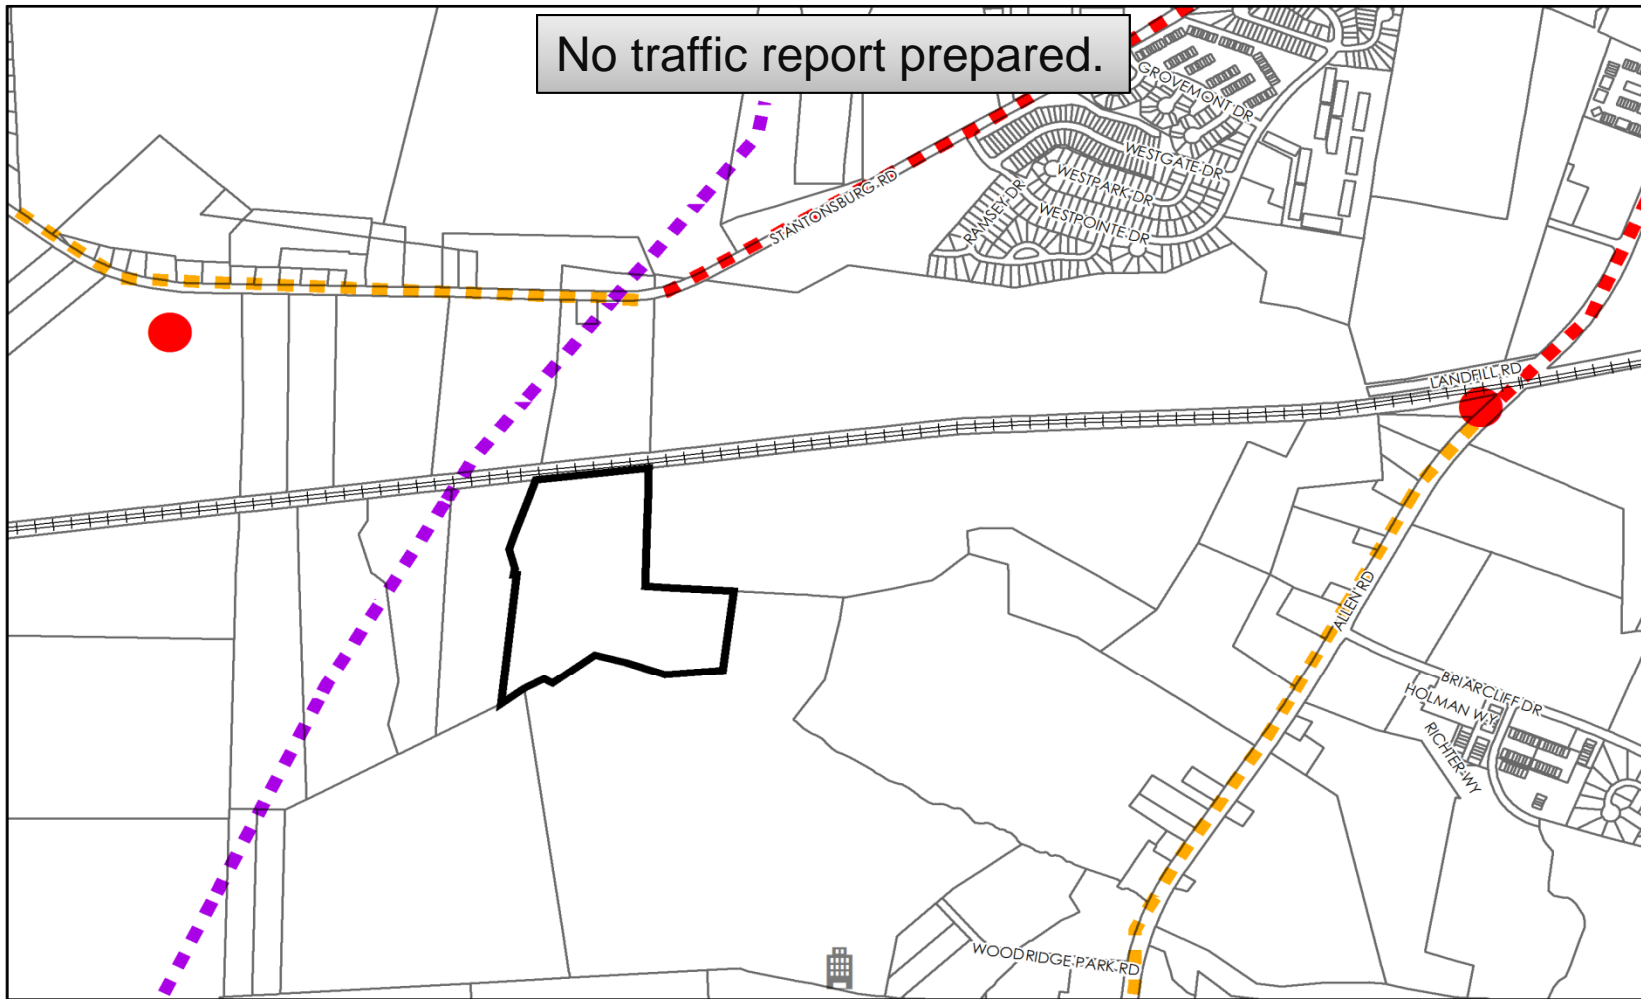 No traffic report prepared.
GROVEMONT DR
WESTGATE DR
WESTPARK DR
WESTPOINTE DR
RAMSEY DR
STANTONSBURG RD
LANDFILL RD
ALLEN RD
BRIARCLIFF DR
HOLMAN WY
RICHTER WY
WOODRIDGE PARK RD